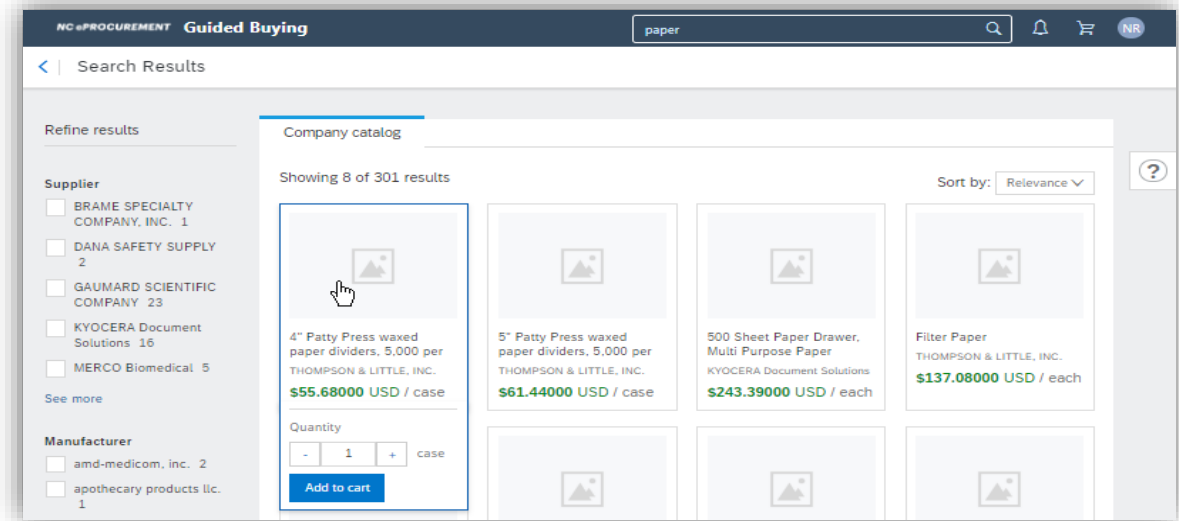 NC ePROCUREMENT Guided Buying
paper
NR
Search Results
Refine results
Supplier
BRAME SPECIALTY
COMPANY, INC. 1
DANA SAFETY SUPPLY
2
GAUMARD SCIENTIFIC
COMPANY 23
KYOCERA Document
Solutions 16
MERCO Biomedical 5
See more
Manufacturer
amd-medicom, inc. 2
apothecary products llc.
1
Company catalog
Showing 8 of 301 results
Sort by: Relevance
?
4" Patty Press waxed
paper dividers, 5,000 per
THOMPSON & LITTLE, INC.
$55.68000 USD / case
Quantity
- 1 + case
Add to cart
5" Patty Press waxed
paper dividers, 5,000 per
THOMPSON & LITTLE, INC.
$61.44000 USD / case
500 Sheet Paper Drawer,
Multi Purpose Paper
KYOCERA Document Solutions
$243.39000 USD / each
Filter Paper
THOMPSON & LITTLE, INC.
$137.08000 USD / each